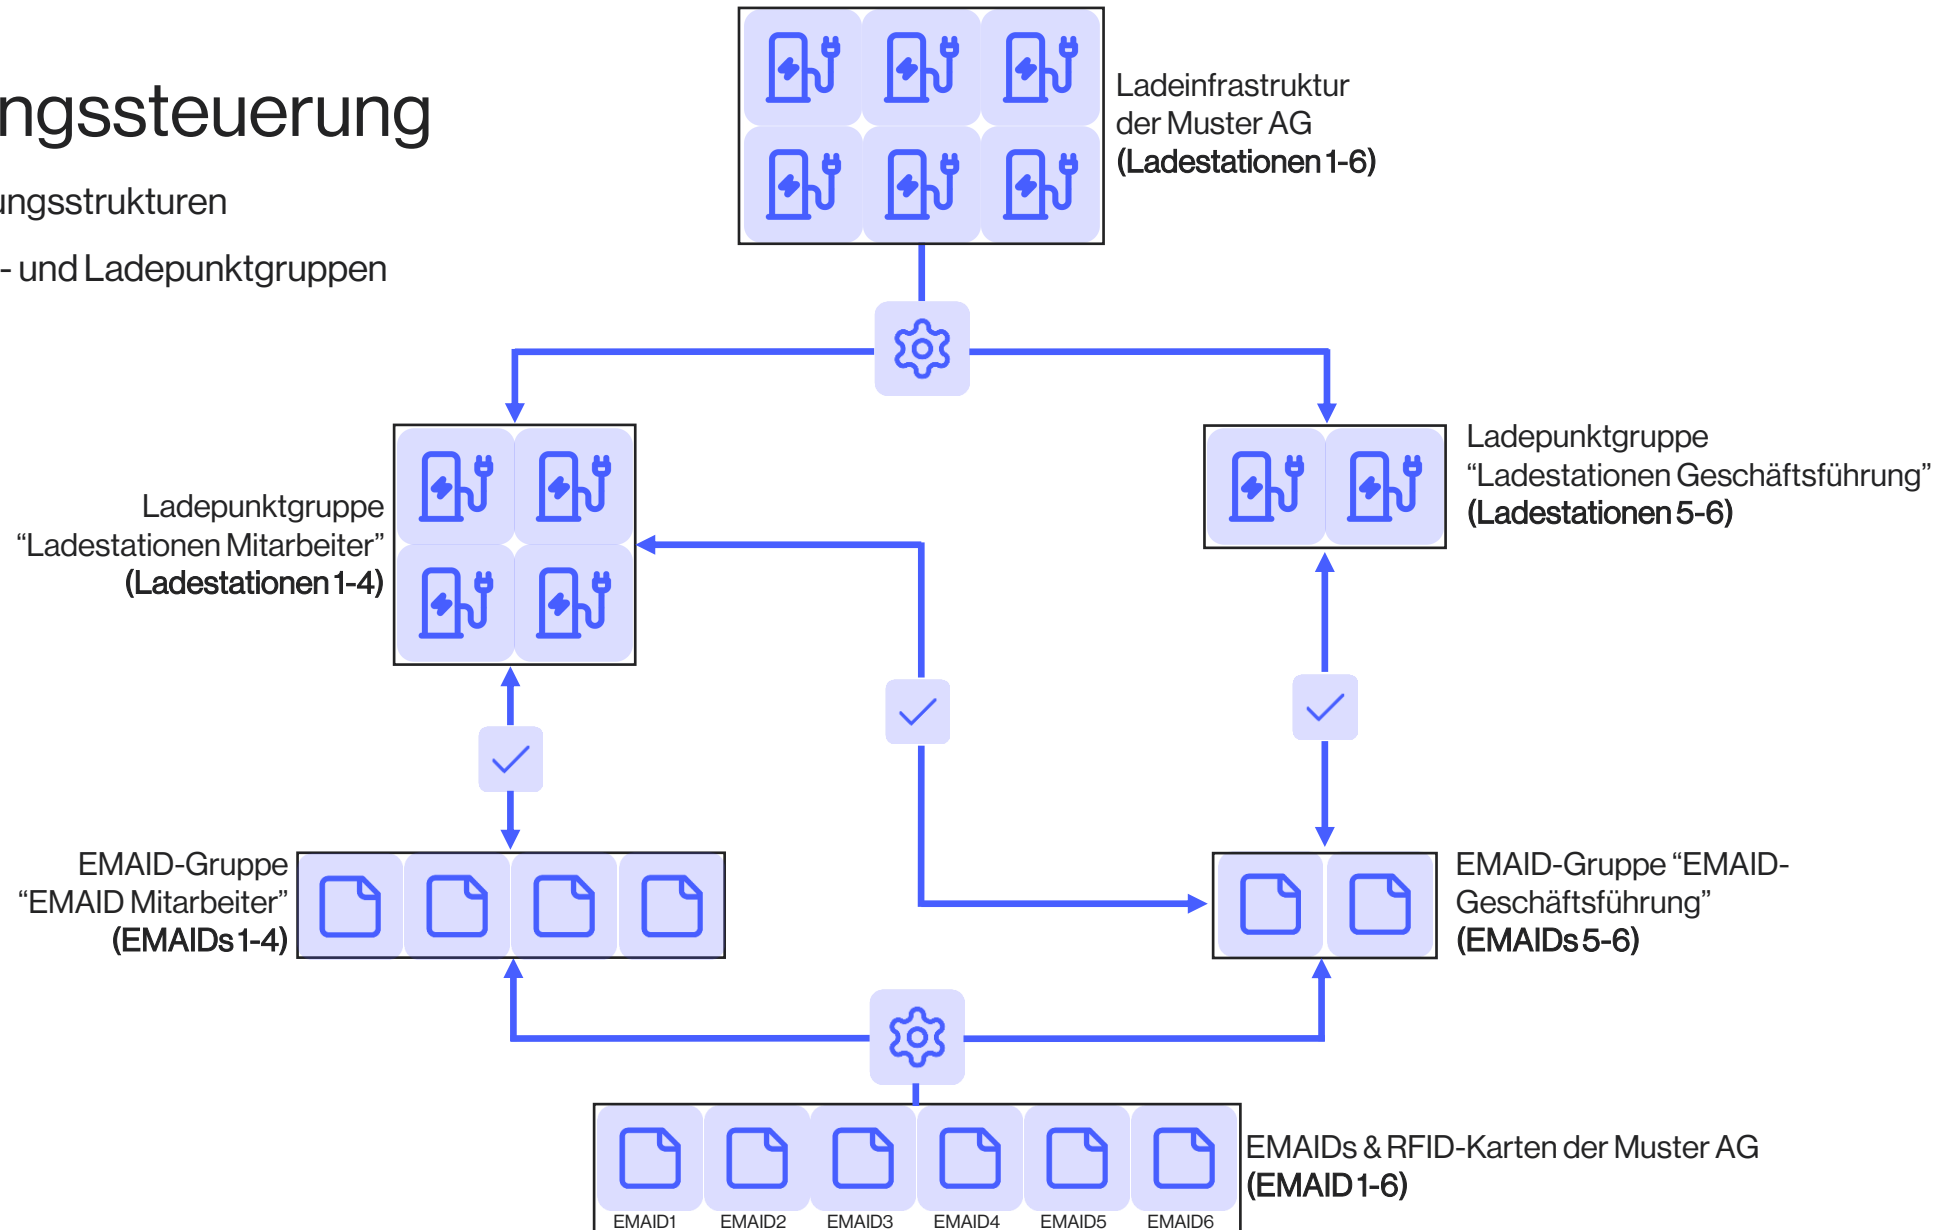 ngssteuerung
ungsstrukturen
- und Ladepunktgruppen
Ladeinfrastruktur
der Muster AG
(Ladestationen 1-6)
Ladepunktgruppe
“Ladestationen Mitarbeiter”
(Ladestationen 1-4)
Ladepunktgruppe
“Ladestationen Geschäftsführung”
(Ladestationen 5-6)
EMAID-Gruppe
“EMAID Mitarbeiter”
(EMAIDs 1-4)
EMAID-Gruppe “EMAID-
Geschäftsführung”
(EMAIDs 5-6)
EMAIDs & RFID-Karten der Muster AG
(EMAID 1-6)
EMAID1 EMAID2 EMAID3 EMAID4 EMAID5 EMAID6